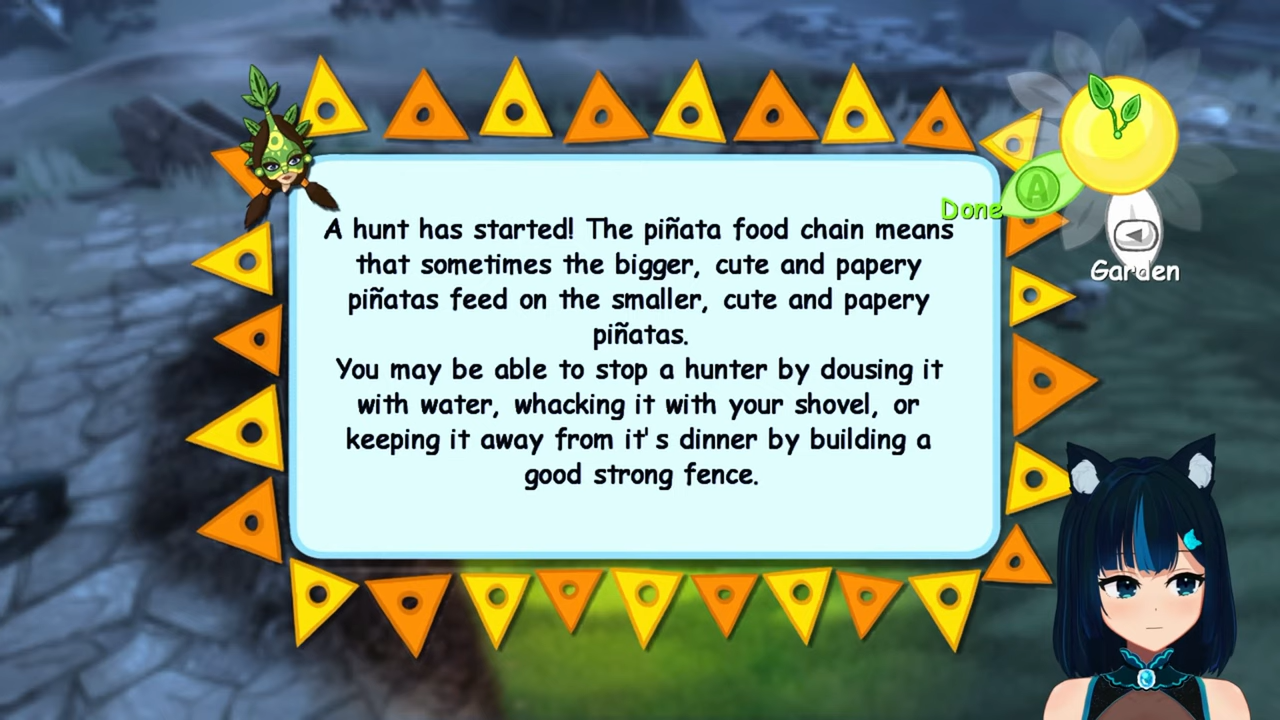 A hunt has started! The piñata food chain means
that sometimes the bigger, cute and papery
piñatas feed on the smaller, cute and papery
piñatas.
You may be able to stop a hunter by dousing it
with water, whacking it with your shovel, or
keeping it away from it's dinner by building a
good strong fence.
A
Done
Garden